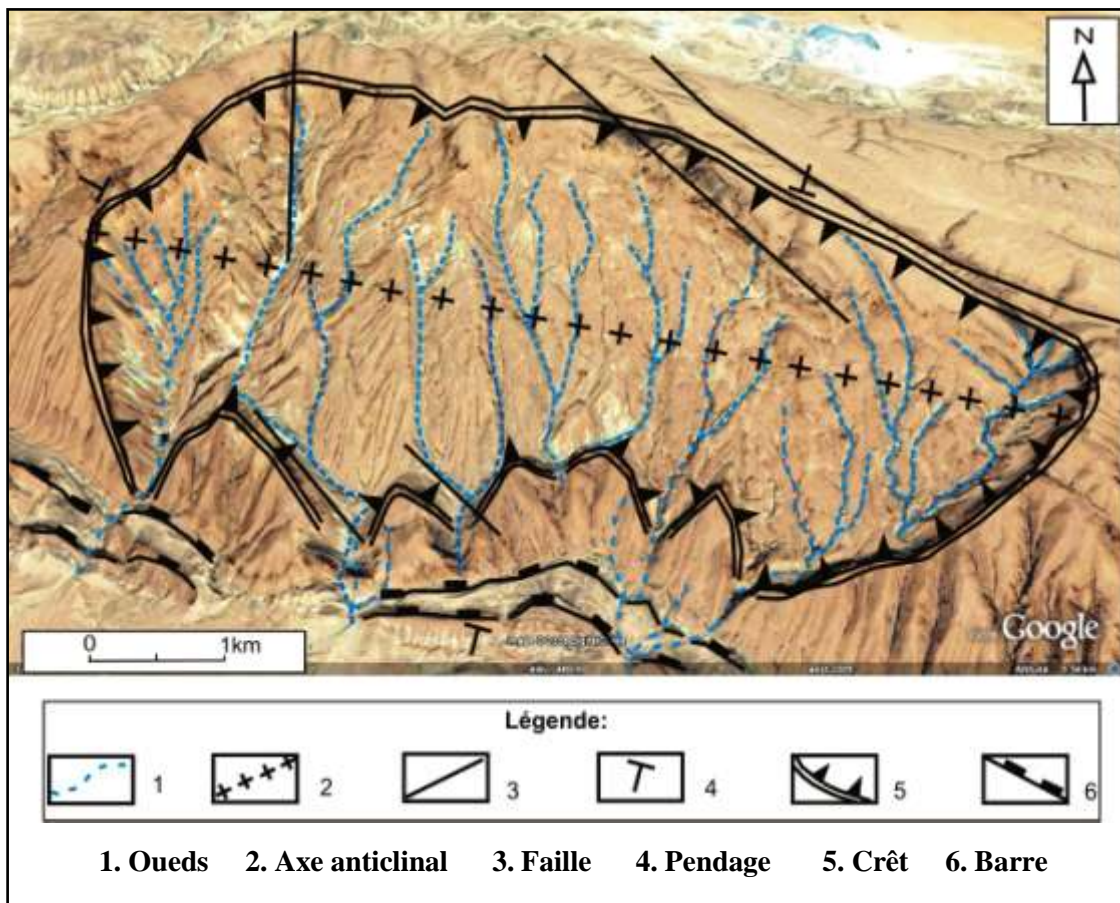 N
0 1km
Google
Légende:
1 2 3 4 5 6
1. Oueds 2. Axe anticlinal 3. Faille 4. Pendage 5. Crêt 6. Barre